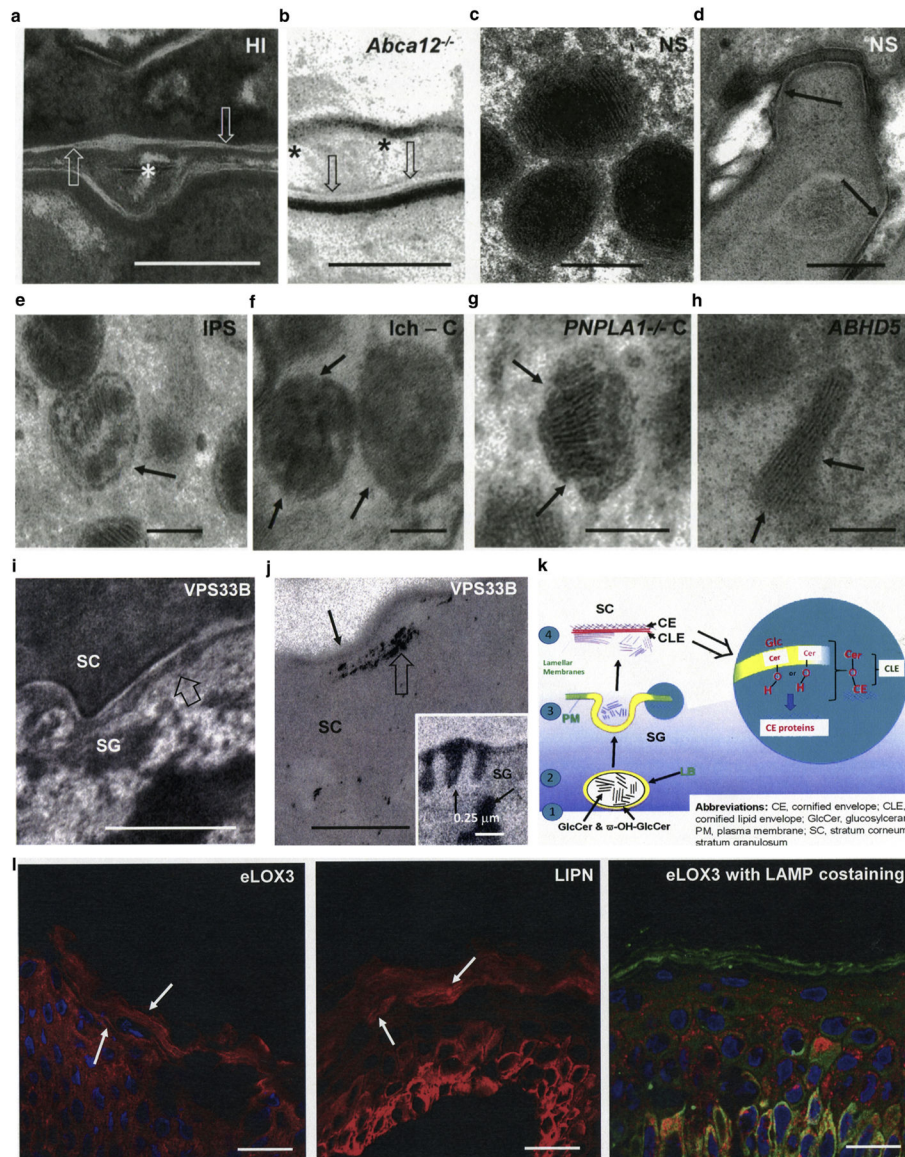 a
HI
b
Abca12-/-
*
*
*
c
NS
d
NS
e
IPS
f
Ich – C
g
PNPLA1-/- C
h
ABHD5
i
VPS33B
SC
SG
j
VPS33B
SC
SG
0.25 µm
k
SC
4
CE
CLE
Lamellar
Membranes
3
PM
SG
2
LB
1
GlcCer & ϖ-OH-GlcCer
Glc
Cer
Cer
Cer
O
or
O
O
H
H
CE
CLE
CE proteins
Abbreviations: CE, cornified envelope; CLE,
cornified lipid envelope; GlcCer, glucosylceram
PM, plasma membrane; SC, stratum corneum
stratum granulosum
l
eLOX3
LIPN
eLOX3 with LAMP costaining